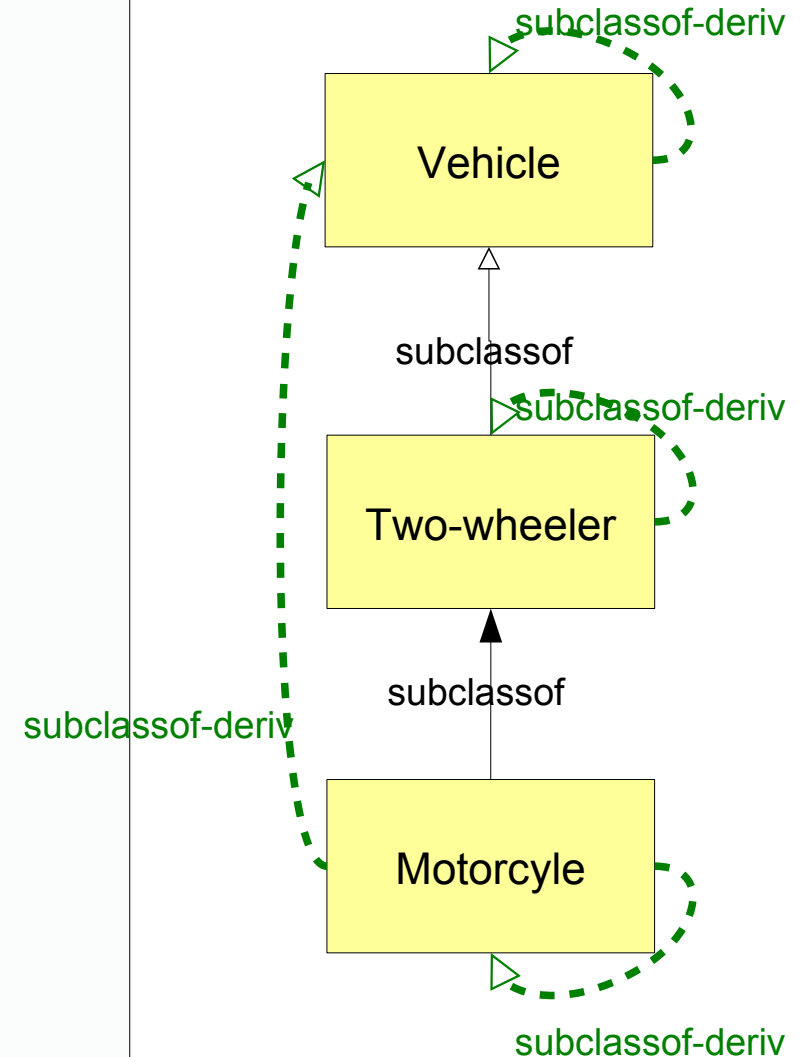 subclassof-deriv
Vehicle
subclassof
subclassof-deriv
Two-wheeler
subclassof
subclassof-deriv
Motorcyle
subclassof-deriv